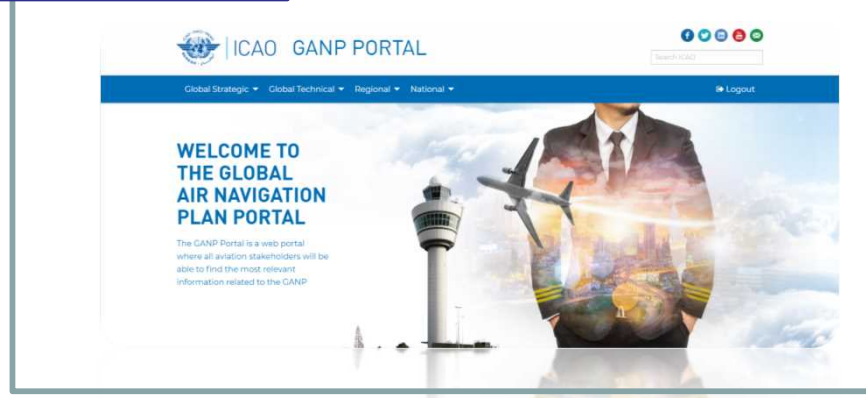 ICAO GANP PORTAL
Search ICAO
Global Strategic Global Technical Regional National Logout
WELCOME TO
THE GLOBAL
AIR NAVIGATION
PLAN PORTAL
The GANP Portal is a web portal
where all aviation stakeholders will be
able to find the most relevant
information related to the GANP